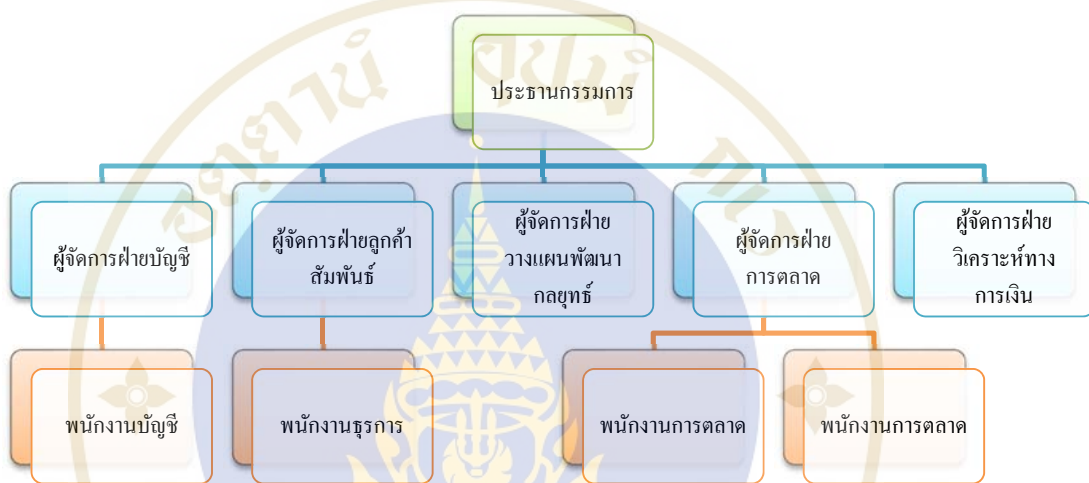 ประธานกรรมการ
ผู้จัดการฝ่ายบัญชี
ผู้จัดการฝ่ายลูกค้า
สัมพันธ์
ผู้จัดการฝ่าย
วางแผนพัฒนา
กลยุทธ์
ผู้จัดการฝ่าย
การตลาด
ผู้จัดการฝ่าย
วิเคราะห์ทาง
การเงิน
พนักงานบัญชี
พนักงานธุรการ
พนักงานการตลาด
พนักงานการตลาด